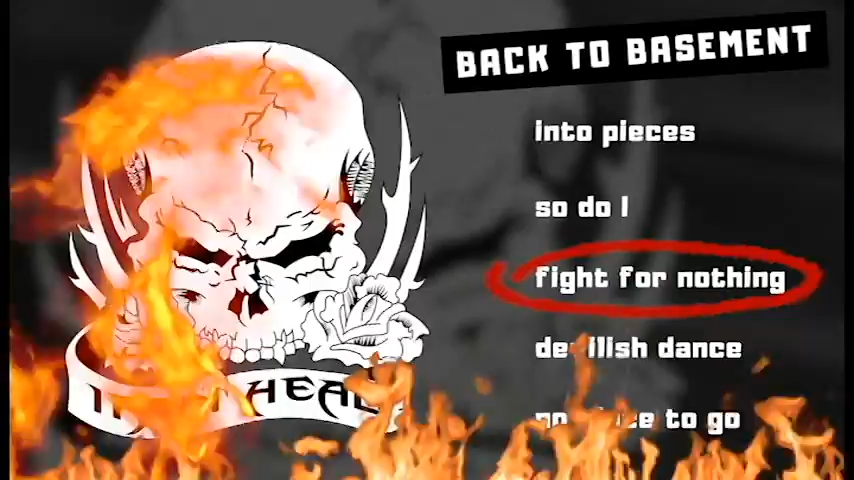 BACK TO BASEMENT
into pieces
so do I
fight for nothing
dance
to go